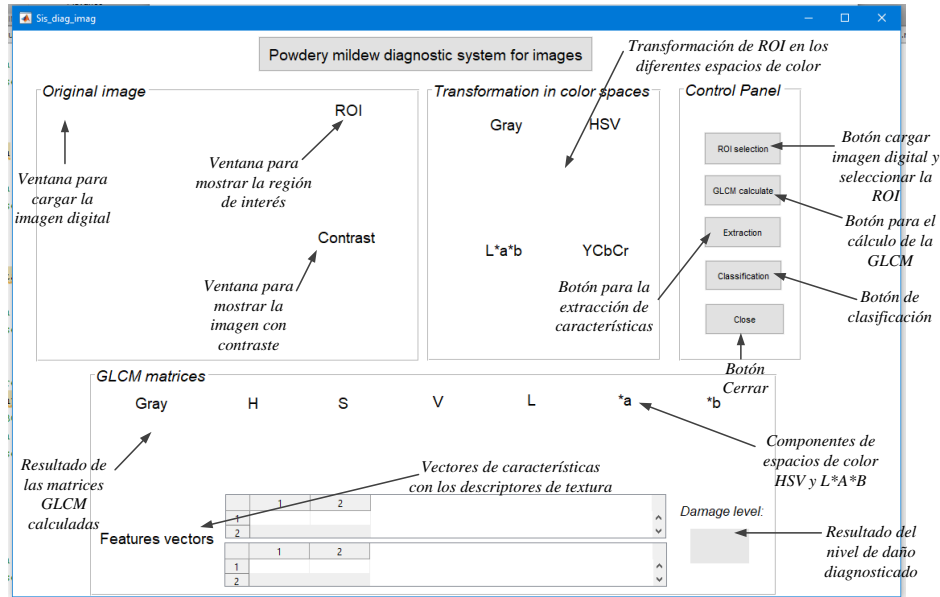 Sis_diag_imag
Powdery mildew diagnostic system for images
Transformación de ROI en los
diferentes espacios de color
Original image
ROI
Ventana para
cargar la
imagen digital
Ventana para
mostrar la región
de interés
Contrast
Ventana para
mostrar la
imagen con
contraste
Transformation in color spaces
Gray
HSV
L*a*b
YCbCr
Botón para la
extracción de
características
Control Panel
ROI selection
GLCM calculate
Extraction
Classification
Close
Botón cargar
imagen digital y
seleccionar la
ROI
Botón para el
cálculo de la
GLCM
Botón de
clasificación
Botón
Cerrar
GLCM matrices
Gray
H
S
V
L
*a
*b
Resultado de
las matrices
GLCM
calculadas
Vectores de características
con los descriptores de textura
Componentes de
espacios de color
HSV y L*A*B
Features vectors
1 2
1
2
1 2
1
2
Damage level:
Resultado del
nivel de daño
diagnosticado